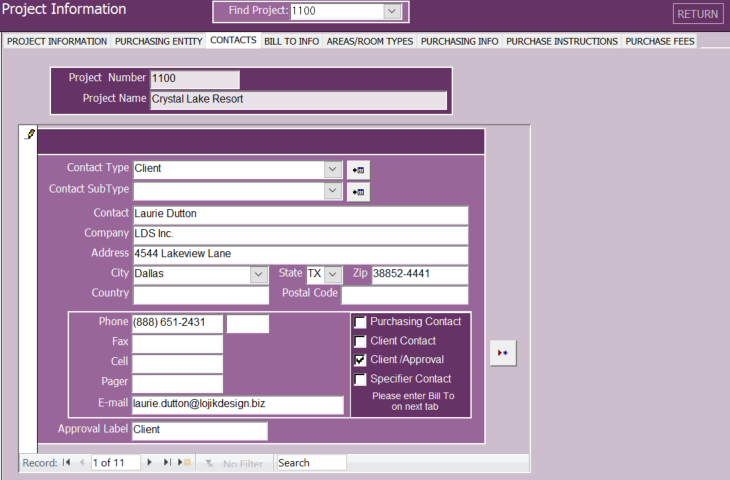 Project Information
Find Project: 1100
RETURN
PROJECT INFORMATION PURCHASING ENTITY CONTACTS BILL TO INFO AREAS/ROOM TYPES PURCHASING INFO PURCHASE INSTRUCTIONS PURCHASE FEES
Project Number 1100
Project Name Crystal Lake Resort
Contact Type Client
Contact SubType
Contact Laurie Dutton
Company LDS Inc.
Address 4544 Lakeview Lane
City Dallas State TX Zip 38852-4441
Country Postal Code
Phone (888) 651-2431
Fax
Cell
Pager
E-mail laurie.dutton@lojikdesign.biz
Purchasing Contact
Client Contact
Client /Approval
Specifier Contact
Please enter Bill To
on next tab
Approval Label Client
Record: 1 of 11 No Filter Search